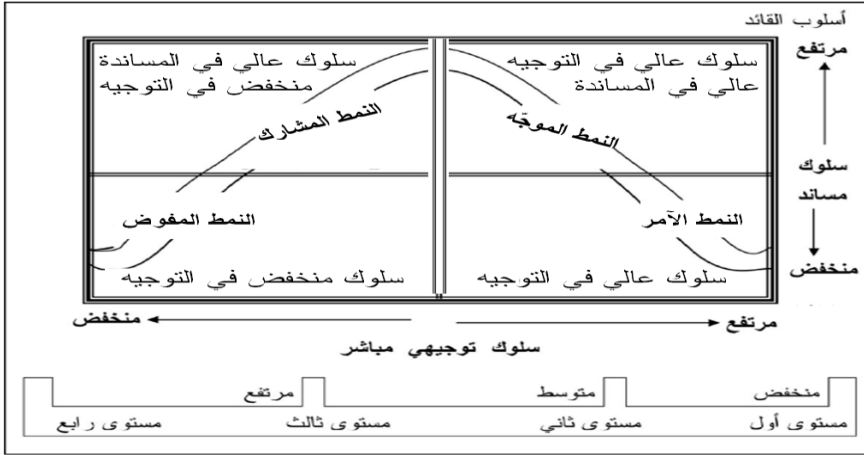 أسلوب القائد
مرتفع
سلوك
مساند
منخفض
سلوك عالي في التوجيه
عالي في المساندة
النمط الموجّه
سلوك عالي في المساندة
منخفض في التوجيه
النمط المشارك
النمط الآمر
سلوك عالي في التوجيه
النمط المفوض
سلوك منخفض في التوجيه
مرتفع
منخفض
سلوك توجيهي مباشر
منخفض
متوسط
مرتفع
مستوى أول
مستوى ثاني
مستوى ثالث
مستوى رابع